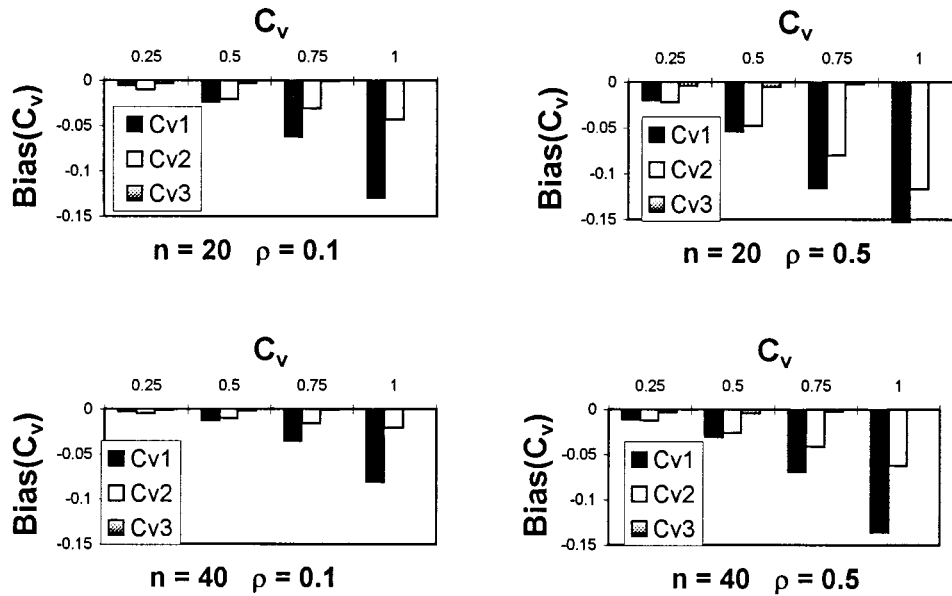 Cv
0.25 0.5 0.75 1
0
-0.05
-0.1
-0.15
Bias(Cv)
Cv1
Cv2
Cv3
n = 20 ρ = 0.1
Cv
0.25 0.5 0.75 1
0
-0.05
-0.1
-0.15
Bias(Cv)
Cv1
Cv2
Cv3
n = 20 ρ = 0.5
Cv
0.25 0.5 0.75 1
0
-0.05
-0.1
-0.15
Bias(Cv)
Cv1
Cv2
Cv3
n = 40 ρ = 0.1
Cv
0.25 0.5 0.75 1
0
-0.05
-0.1
-0.15
Bias(Cv)
Cv1
Cv2
Cv3
n = 40 ρ = 0.5